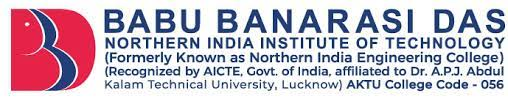 BABU BANARASI DAS
NORTHERN INDIA INSTITUTE OF TECHNOLOGY
(Formerly Known as Northern India Engineering College)
(Recognized by AICTE, Govt. of India, affiliated to Dr. A.P.J. Abdul
Kalam Technical University, Lucknow) AKTU College Code - 056